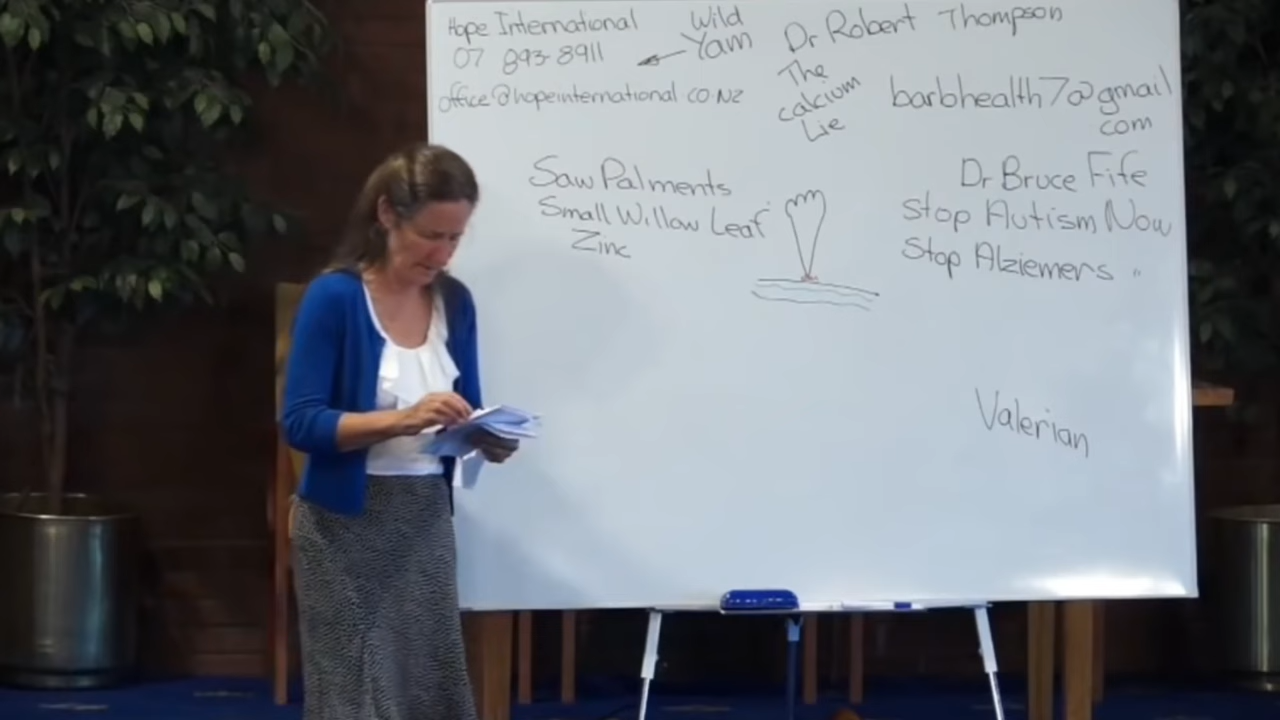 Hope International
07 893-8911
office@hopeinternational.co.nz
Wild
Yam
Dr Robert Thompson
The
calcium
Lie
barbhealth7@gmail
com
Saw Palments
Small Willow Leaf
Zinc
Dr Bruce Fife
Stop Autism Now
Stop Alziemers "
Valerian